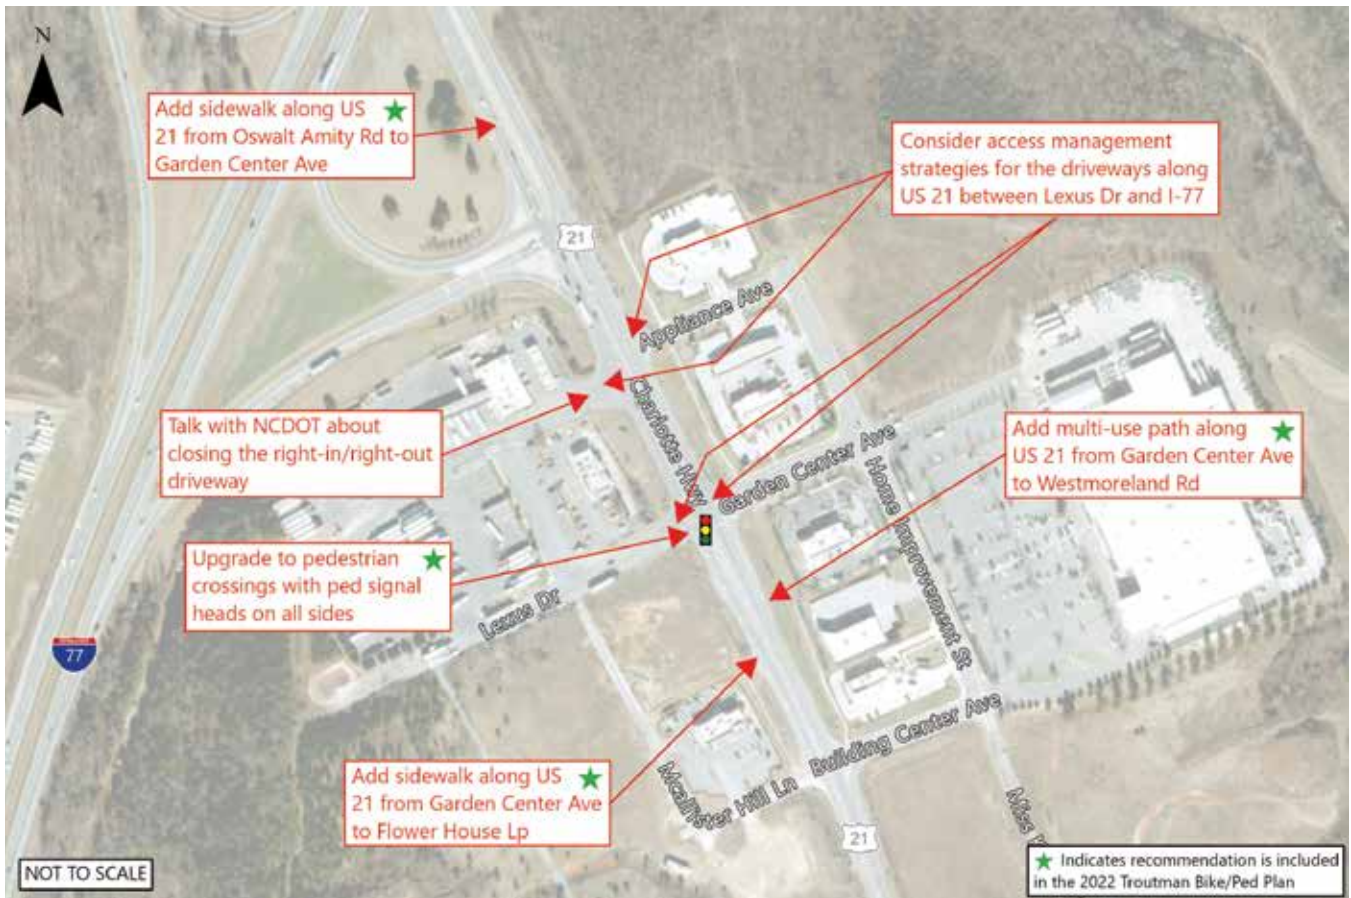 N
Add sidewalk along US
21 from Oswalt Amity Rd to
Garden Center Ave
Consider access management
strategies for the driveways along
US 21 between Lexus Dr and I-77
21
Appliance Ave
Charlotte Hwy
Talk with NCDOT about
closing the right-in/right-out
driveway
Add multi-use path along
US 21 from Garden Center Ave
to Westmoreland Rd
Garden Center Ave
Home Improvement St
Upgrade to pedestrian
crossings with ped signal
heads on all sides
Lexus Dr
77
Building Center Ave
Add sidewalk along US
21 from Garden Center Ave
to Flower House Lp
Mcallister Hill Ln
Miss
21
NOT TO SCALE
Indicates recommendation is included
in the 2022 Troutman Bike/Ped Plan